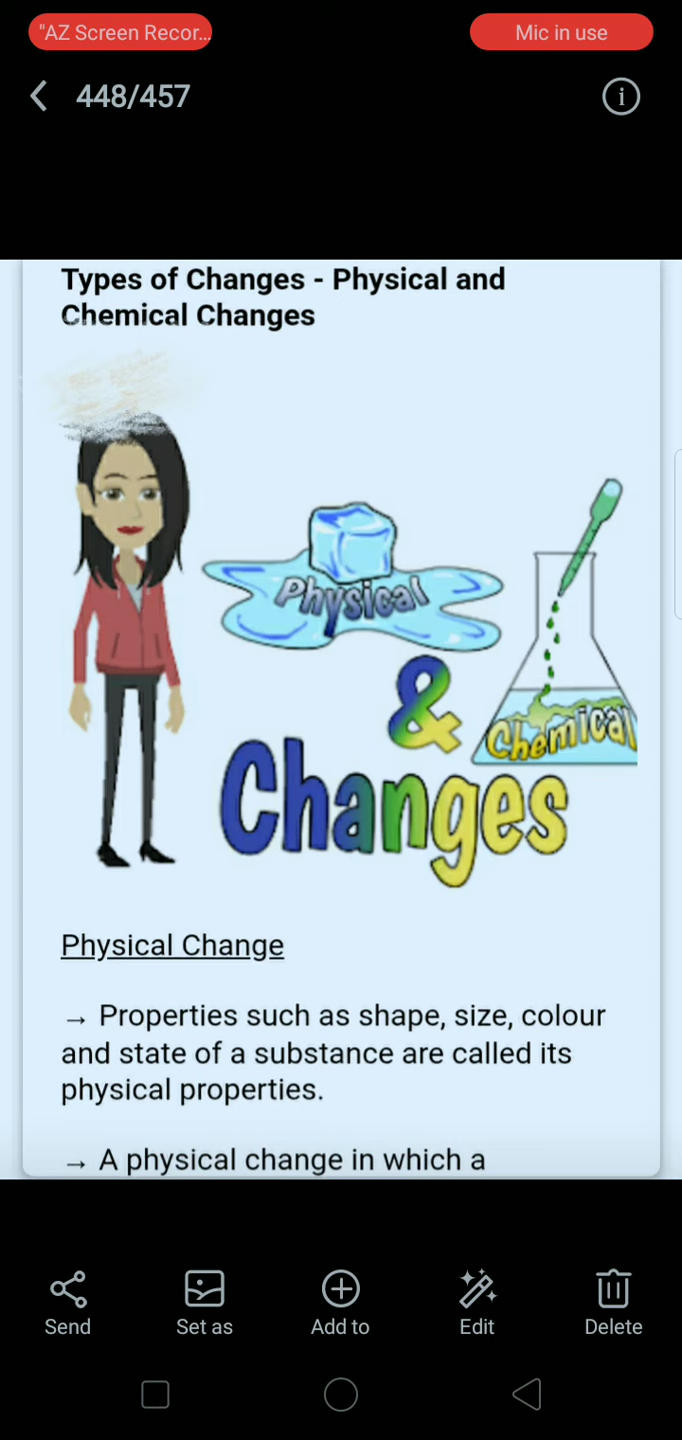 "AZ Screen Recor...
Mic in use
448/457
Types of Changes - Physical and
Chemical Changes
Physical
&
Chemical
Changes
Physical Change
→ Properties such as shape, size, colour
and state of a substance are called its
physical properties.
→ A physical change in which a
Send
Set as
Add to
Edit
Delete